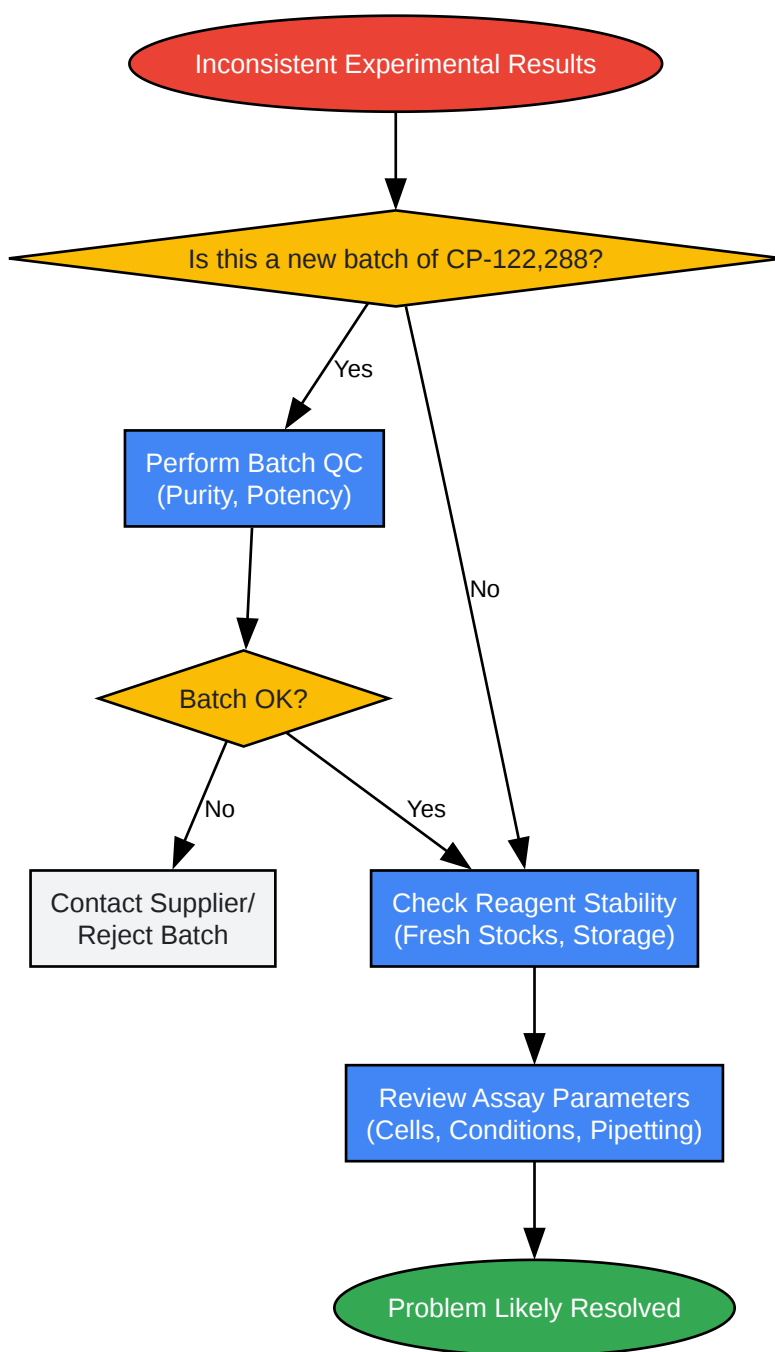 Inconsistent Experimental Results
Is this a new batch of CP-122,288?
Yes
Perform Batch QC
(Purity, Potency)
No
Batch OK?
No
Yes
Contact Supplier/
Reject Batch
Check Reagent Stability
(Fresh Stocks, Storage)
Review Assay Parameters
(Cells, Conditions, Pipetting)
Problem Likely Resolved